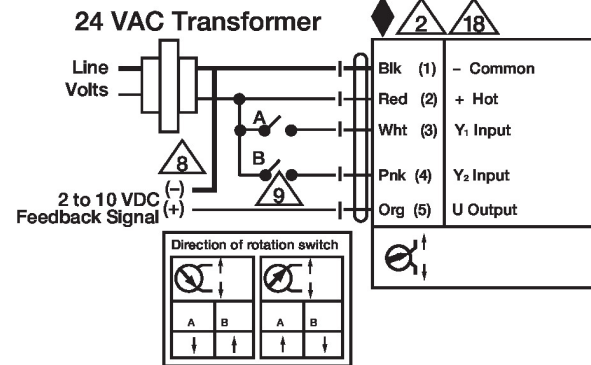 24 VAC Transformer
2 18
Line
Volts
Blk (1) – Common
Red (2) + Hot
A
Wht (3) Y₁ Input
B
Pnk (4) Y₂ Input
8
9
2 to 10 VDC (–)
Feedback Signal (+)
Org (5) U Output
Direction of rotation switch
A B A B